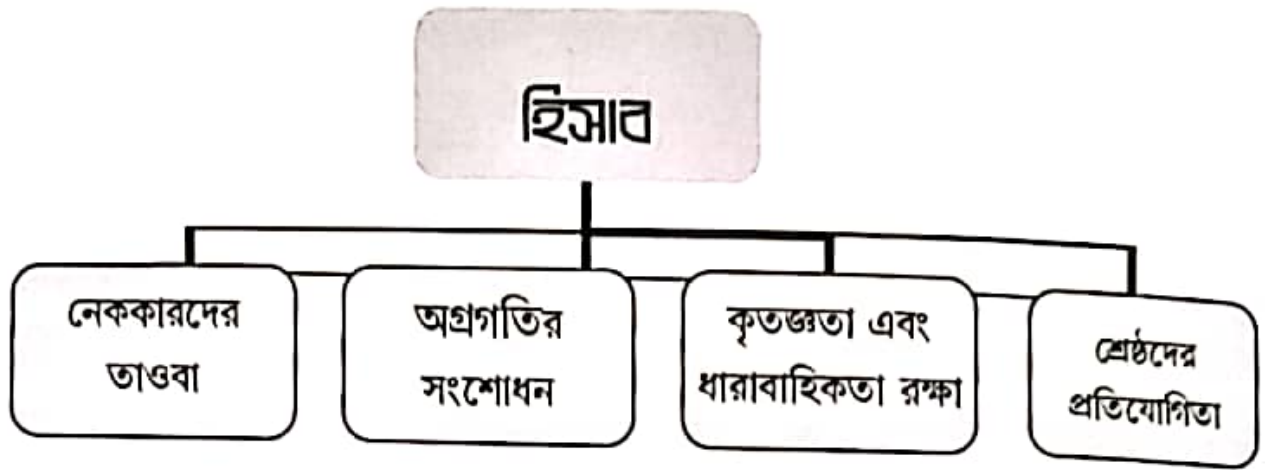 হিসাব
নেককারদের
তাওবা
অগ্রগতির
সংশোধন
কৃতজ্ঞতা এবং
ধারাবাহিকতা রক্ষা
শ্রেষ্ঠদের
প্রতিযোগিতা